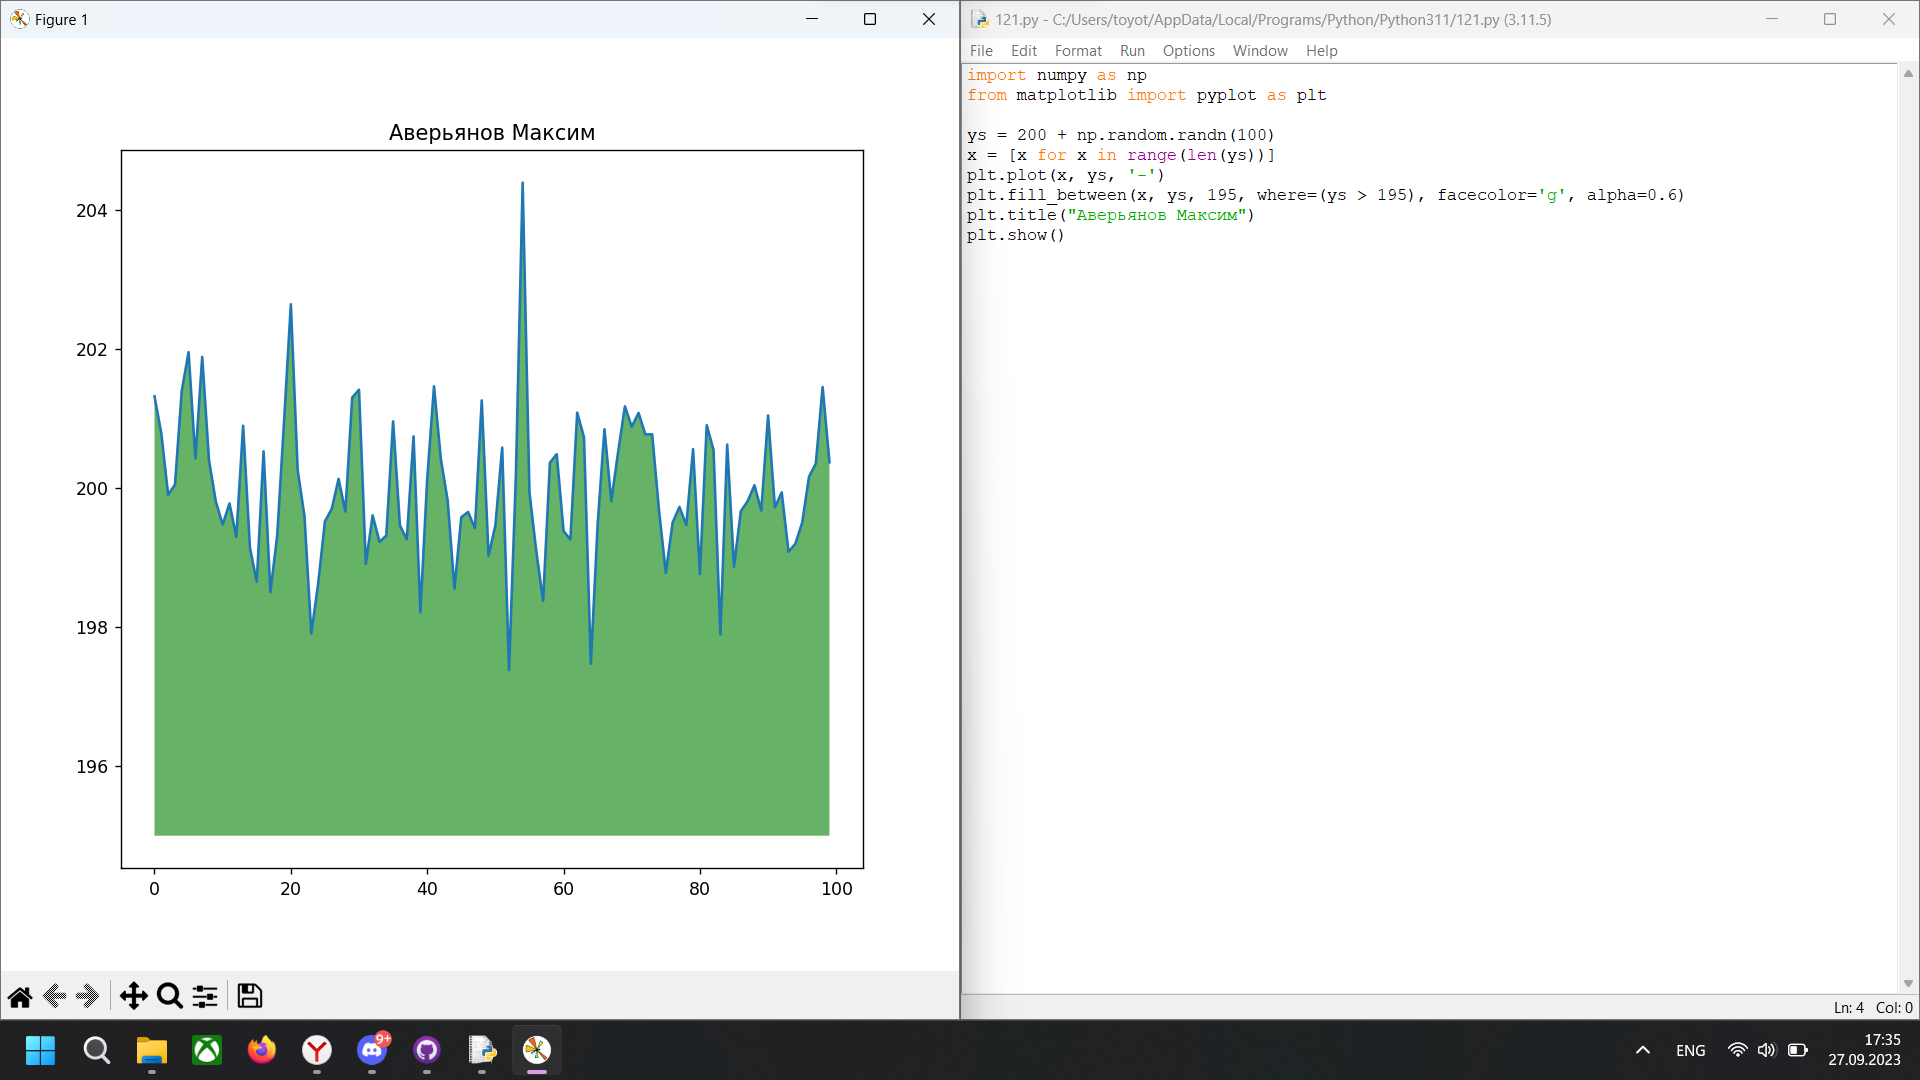 Figure 1
Аверьянов Максим
204
202
200
198
196
0 20 40 60 80 100
121.py - C:/Users/toyot/AppData/Local/Programs/Python/Python311/121.py (3.11.5)
File Edit Format Run Options Window Help
import numpy as np
from matplotlib import pyplot as plt
ys = 200 + np.random.randn(100)
x = [x for x in range(len(ys))]
plt.plot(x, ys, '-')
plt.fill_between(x, ys, 195, where=(ys > 195), facecolor='g', alpha=0.6)
plt.title("Аверьянов Максим")
plt.show()
Ln: 4 Col: 0
9+
ENG
17:35
27.09.2023